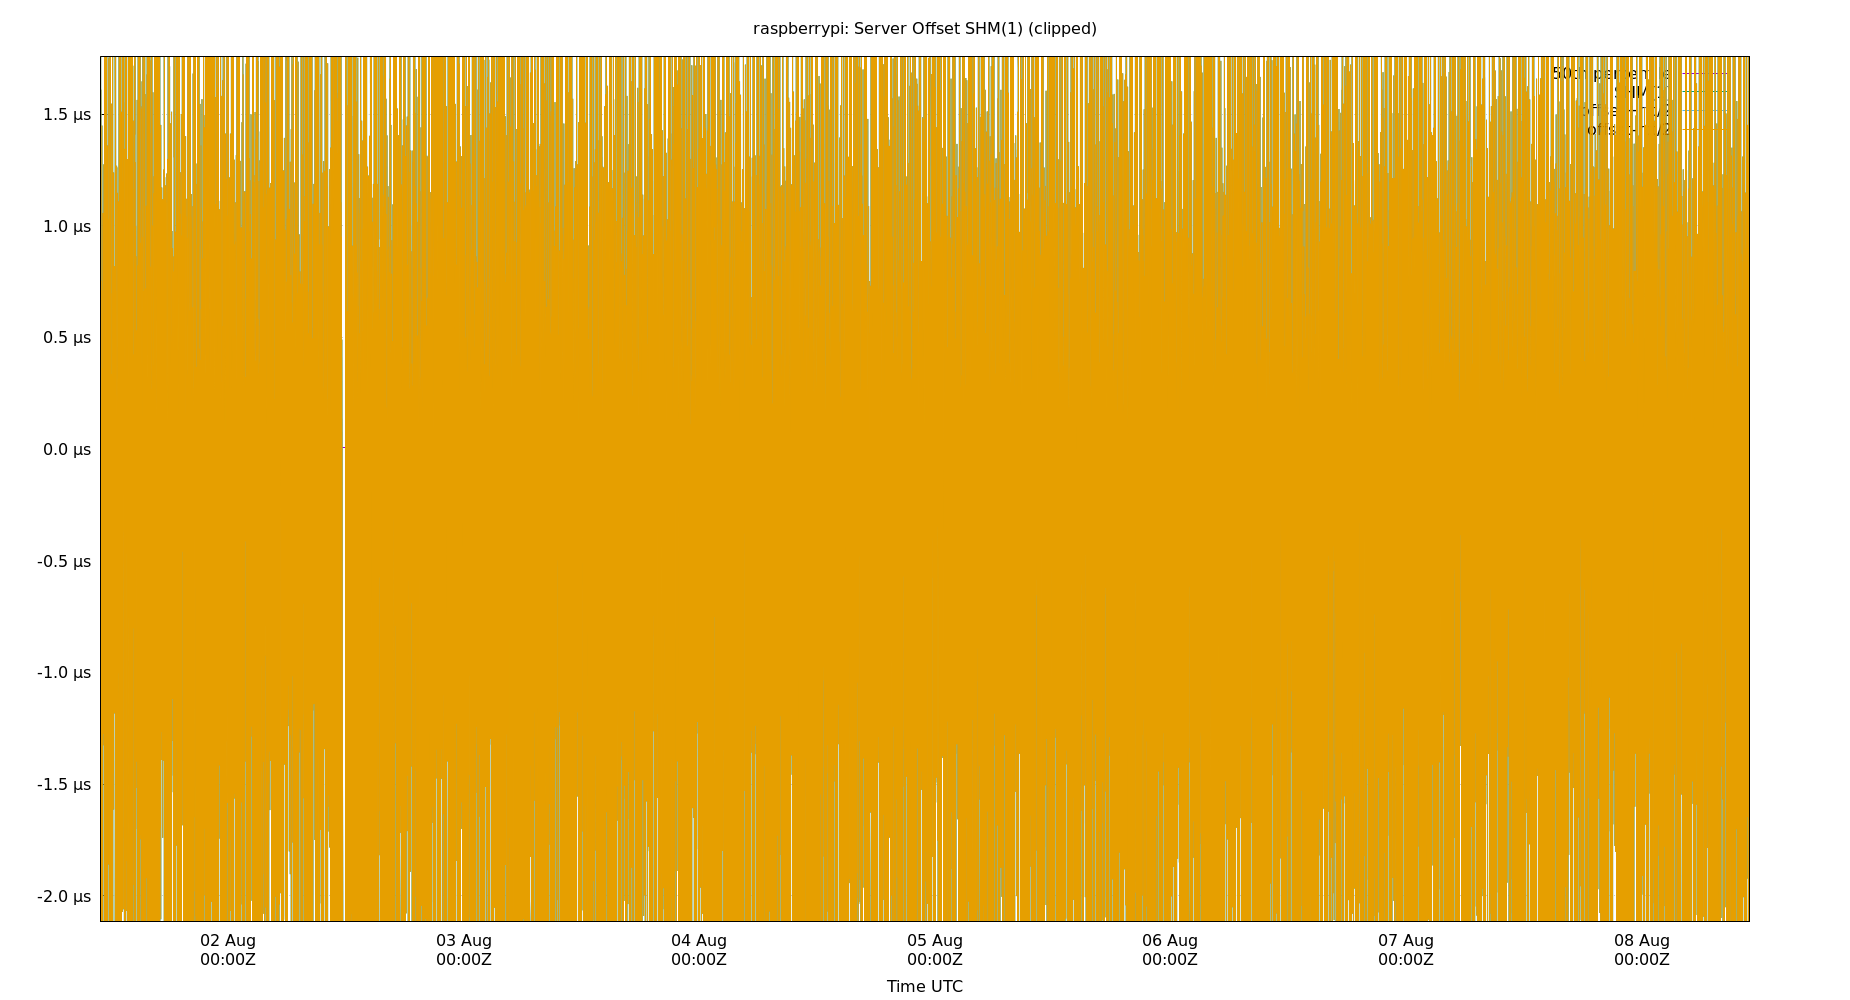 raspberrypi: Server Offset SHM(1) (clipped)
1.5 µs
1.0 µs
0.5 µs
0.0 µs
-0.5 µs
-1.0 µs
-1.5 µs
-2.0 µs
02 Aug 03 Aug 04 Aug 05 Aug 06 Aug 07 Aug 08 Aug
00:00Z 00:00Z 00:00Z 00:00Z 00:00Z 00:00Z 00:00Z
Time UTC